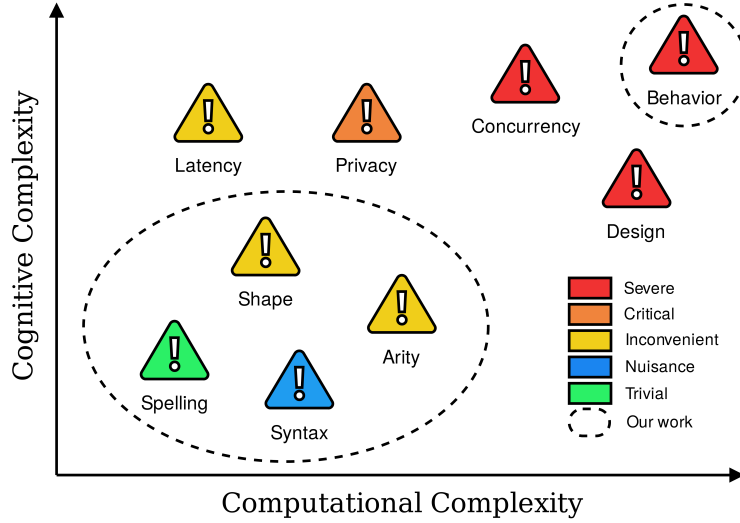 Behavior
Concurrency
Latency
Privacy
Design
Shape
Arity
Spelling
Syntax
Severe
Critical
Inconvenient
Nuisance
Trivial
Our work
Cognitive Complexity
Computational Complexity